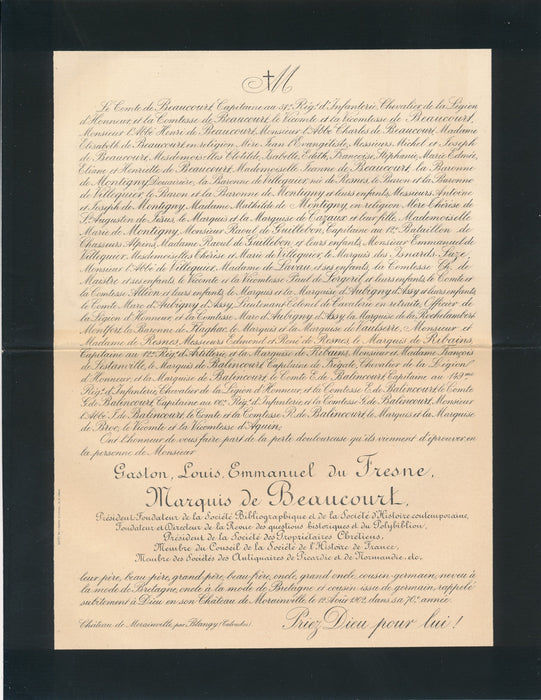 M
Le Comte de Beaucourt, Capitaine au 51e Régt d'Infanterie, Chevalier de la Légion
d'Honneur, et la Comtesse de Beaucourt, le Vicomte et la Vicomtesse de Beaucourt,
Monsieur l'Abbé Henri de Beaucourt, Monsieur l'Abbé Charles de Beaucourt, Madame
Elisabeth de Beaucourt en religion Mère Jean l'Evangéliste, Messieurs Michel et Joseph
de Beaucourt, Mesdemoiselles Clotilde, Isabelle, Edith, Françoise, Stéphanie, Marie-Edmée,
Eliane et Henriette de Beaucourt, Mademoiselle Jeanne de Beaucourt, la Baronne
de Montigny Douairière, la Baronne de Villequier, née de Resnes, le Baron et la Baronne
de Villequier, le Baron et la Baronne de Montigny et leurs enfants, Messieurs Antoine
et Joseph de Montigny, Madame Mathilde de Montigny, en religion Mère Thérèse de
St Augustin de Jésus, le Marquis et la Marquise de Cazaux et leur fille, Mademoiselle
Marie de Montigny, Monsieur Raoul de Guillebon, Capitaine au 12e Bataillon de
Chasseurs Alpins, Madame Raoul de Guillebon, et leurs enfants, Monsieur Emmanuel de
Villequier, Mesdemoiselles Thérèse et Marie de Villequier, le Marquis des Isnards-Suze,
Monsieur l'Abbé de Villequier, Madame de Lavau et ses enfants, la Comtesse Ch. de
Maistre et ses enfants, le Vicomte et la Vicomtesse Paul de Forgerel et leurs enfants, le Comte et
la Comtesse et leurs enfants, le Marquis et la Marquise d'Aubigny d'Assy et leurs enfants,
le Comte Marc d'Aubigny d'Assy, Lieutenant Colonel de Cavalerie en retraite, Officier de
la Légion d'Honneur, et la Comtesse Marc d'Aubigny d'Assy, la Marquise de la Rochelambert
Montfort, la Baronne de, le Marquis et la Marquise de Vauloerre, Monsieur et
Madame de Resnes, Messieurs Edmond et René de Resnes, le Marquis de Ribains,
Capitaine au 12e Régt d'Artillerie, et la Marquise de Ribains, Monsieur et Madame François
de Lestanville, le Marquis de Balincourt, Capitaine de Frégate, Chevalier de la Légion
d'Honneur, et la Marquise de Balincourt, le Comte E. de Balincourt, Capitaine au
Régt d'Infanterie, Chevalier de la Légion d'Honneur, et la Comtesse E. de Balincourt, le Comte
G. de Balincourt, Capitaine au Régt d'Infanterie, et la Comtesse G. de Balincourt, Monsieur
l'Abbé J. de Balincourt, le Comte et la Comtesse R. de Balincourt, le Marquis et la Marquise
de Broc, le Vicomte et la Vicomtesse d'Aguin;
Ont l'honneur de vous faire part de la perte douloureuse qu'ils viennent d'éprouver en
la personne de Monsieur
Gaston, Louis, Emmanuel du Fresne,
Marquis de Beaucourt,
Président Fondateur de la Société Bibliographique et de la Société d'Histoire contemporaine,
Fondateur et Directeur de la Revue des questions historiques et du Polybiblion,
Président de la Société des Propriétaires Chrétiens,
Membre du Conseil de la Société de l'Histoire de France,
Membre des Sociétés des Antiquaires de Picardie et de Normandie, etc.
leur père, beau-père, grand-père, beau-frère, oncle, grand oncle, cousin-germain, neveu à
la mode de Bretagne, oncle à la mode de Bretagne et cousin issu de germain, rappelé
subitement à Dieu en son Château de Morainville, le 12 Août 1902, dans sa 70e année.
Priez Dieu pour lui!
Château de Morainville, par Blangy (Calvados)